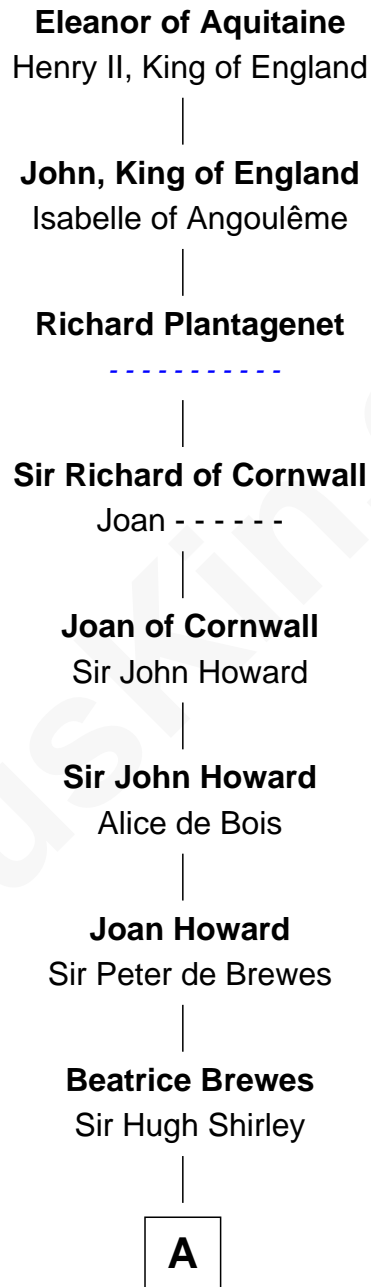 Eleanor of Aquitaine
Henry II, King of England
John, King of England
Isabelle of Angoulême
Richard Plantagenet
- - - - - - - - - - -
Sir Richard of Cornwall
Joan - - - - - -
Joan of Cornwall
Sir John Howard
Sir John Howard
Alice de Bois
Joan Howard
Sir Peter de Brewes
Beatrice Brewes
Sir Hugh Shirley
A